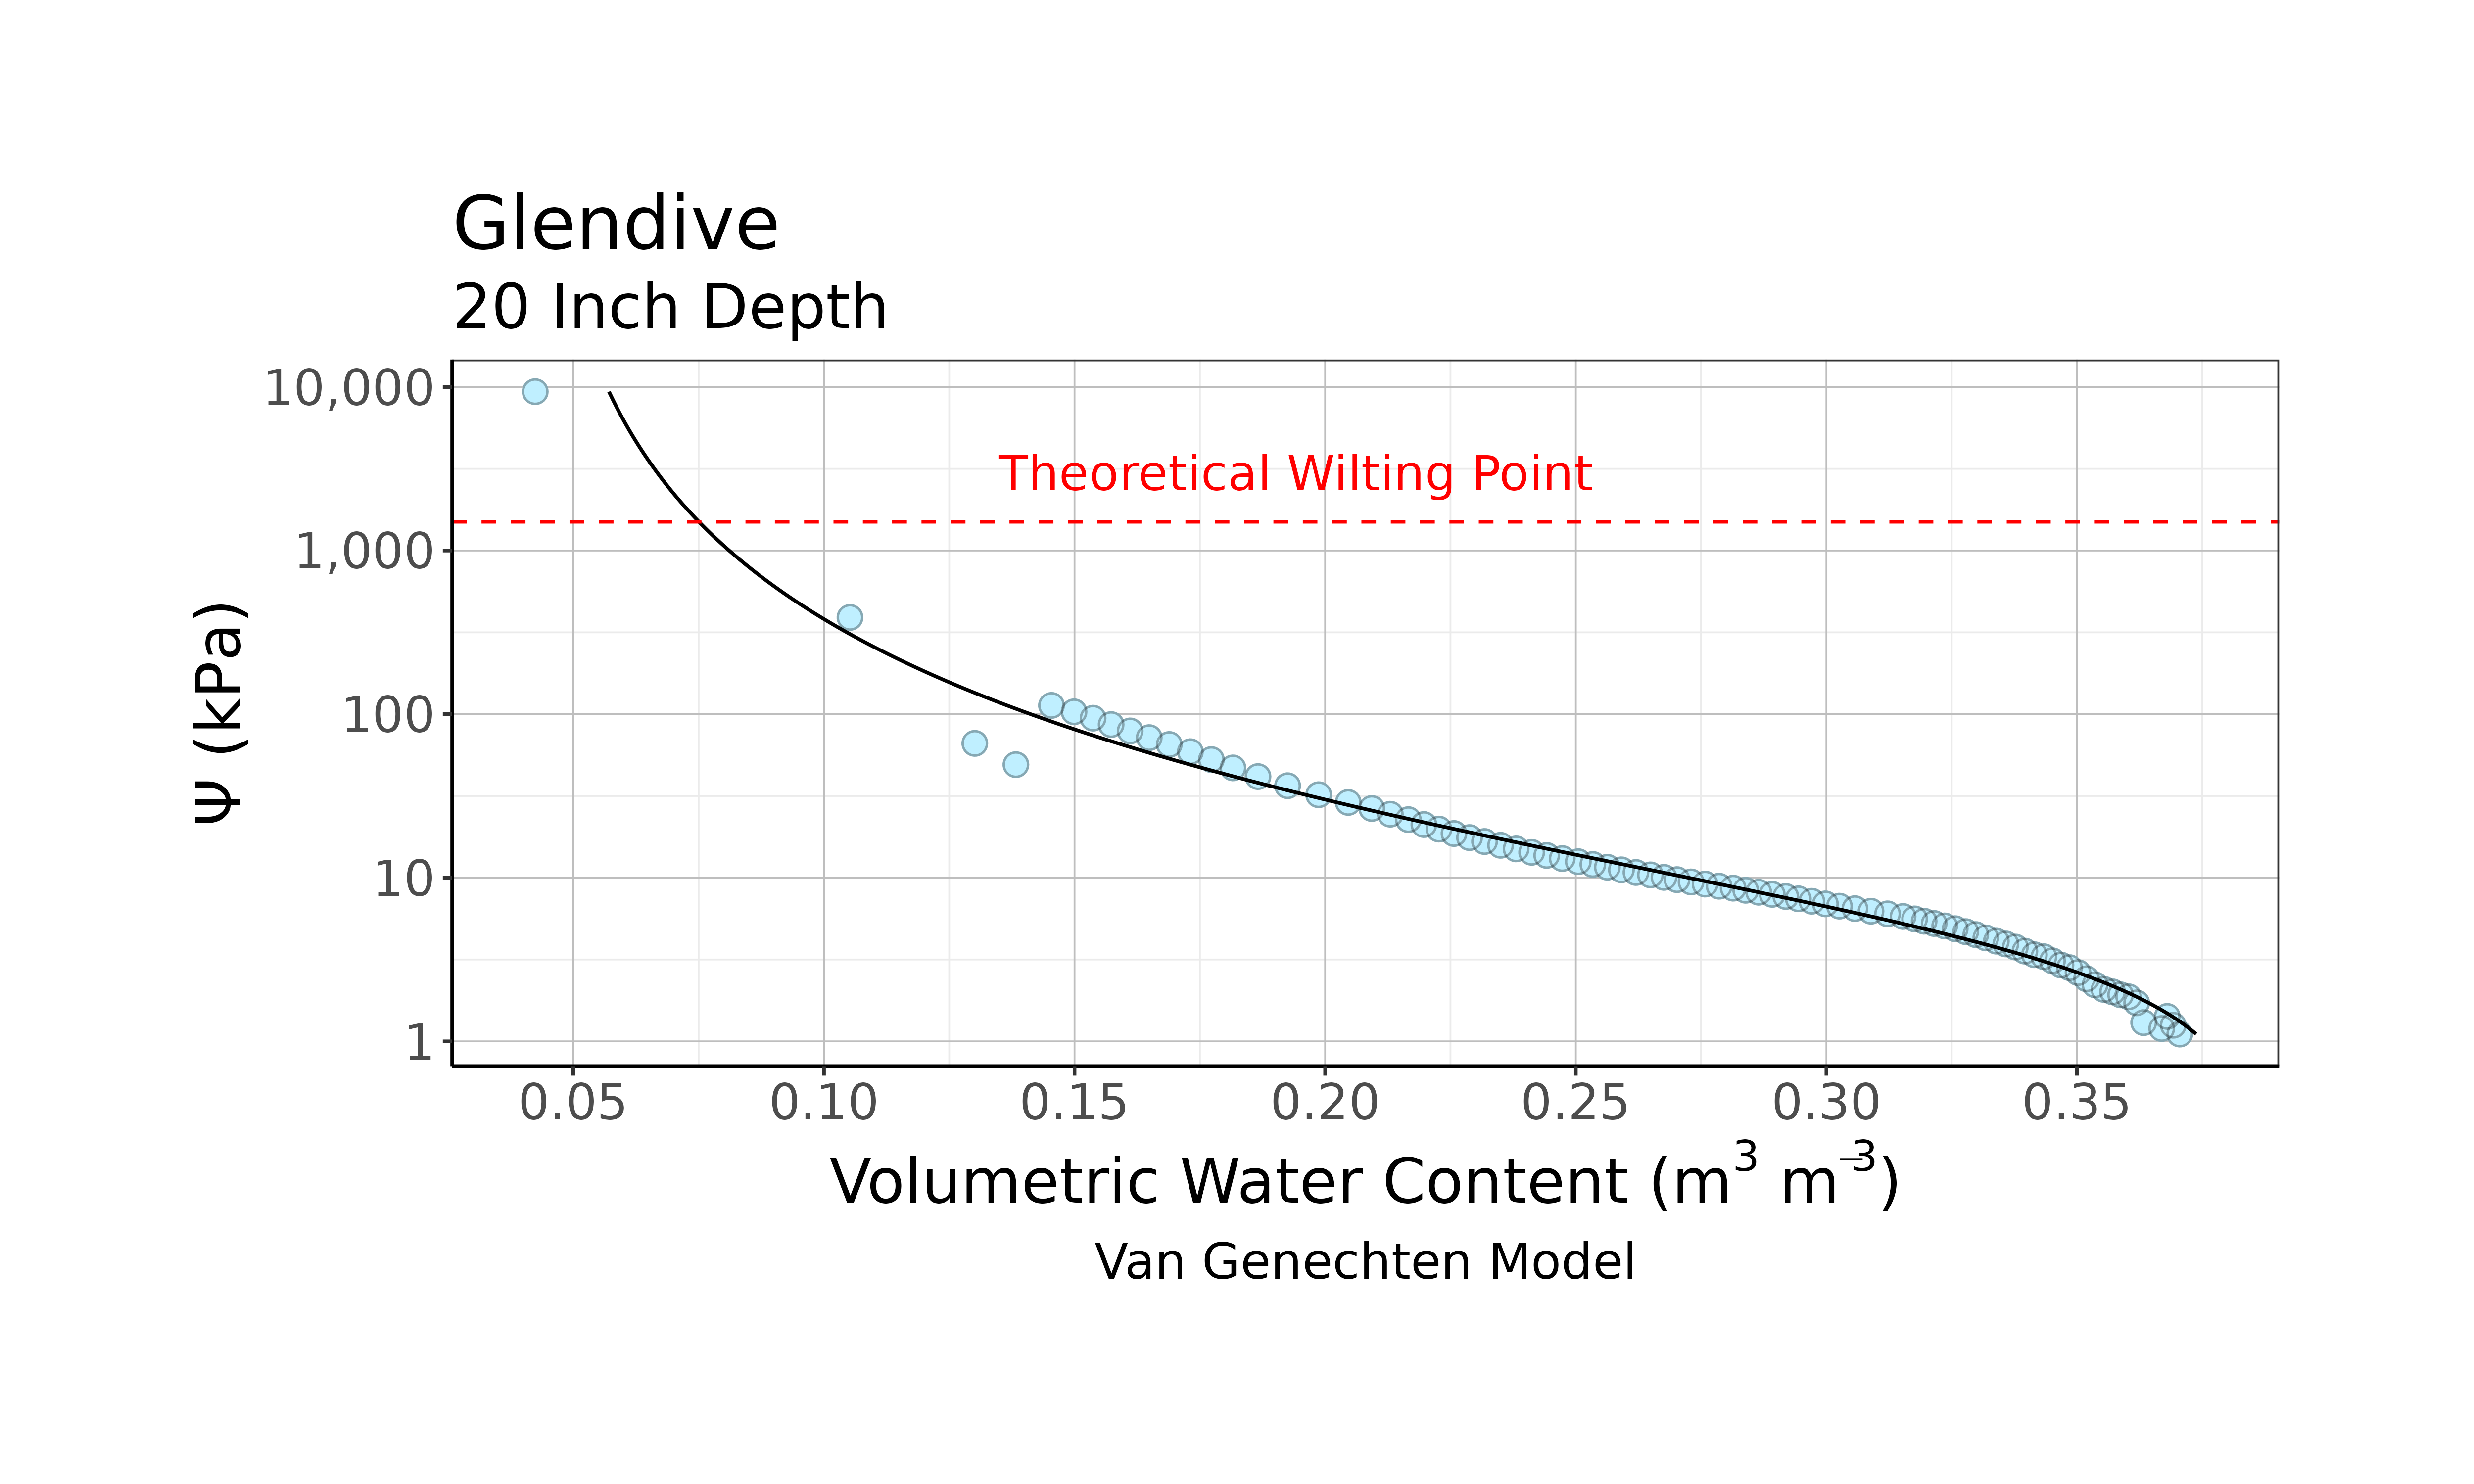 Glendive
20 Inch Depth
10,000
1,000
100
10
1
Ψ (kPa)
Theoretical Wilting Point
0.05 0.10 0.15 0.20 0.25 0.30 0.35
Volumetric Water Content (m³ m⁻³)
Van Genechten Model